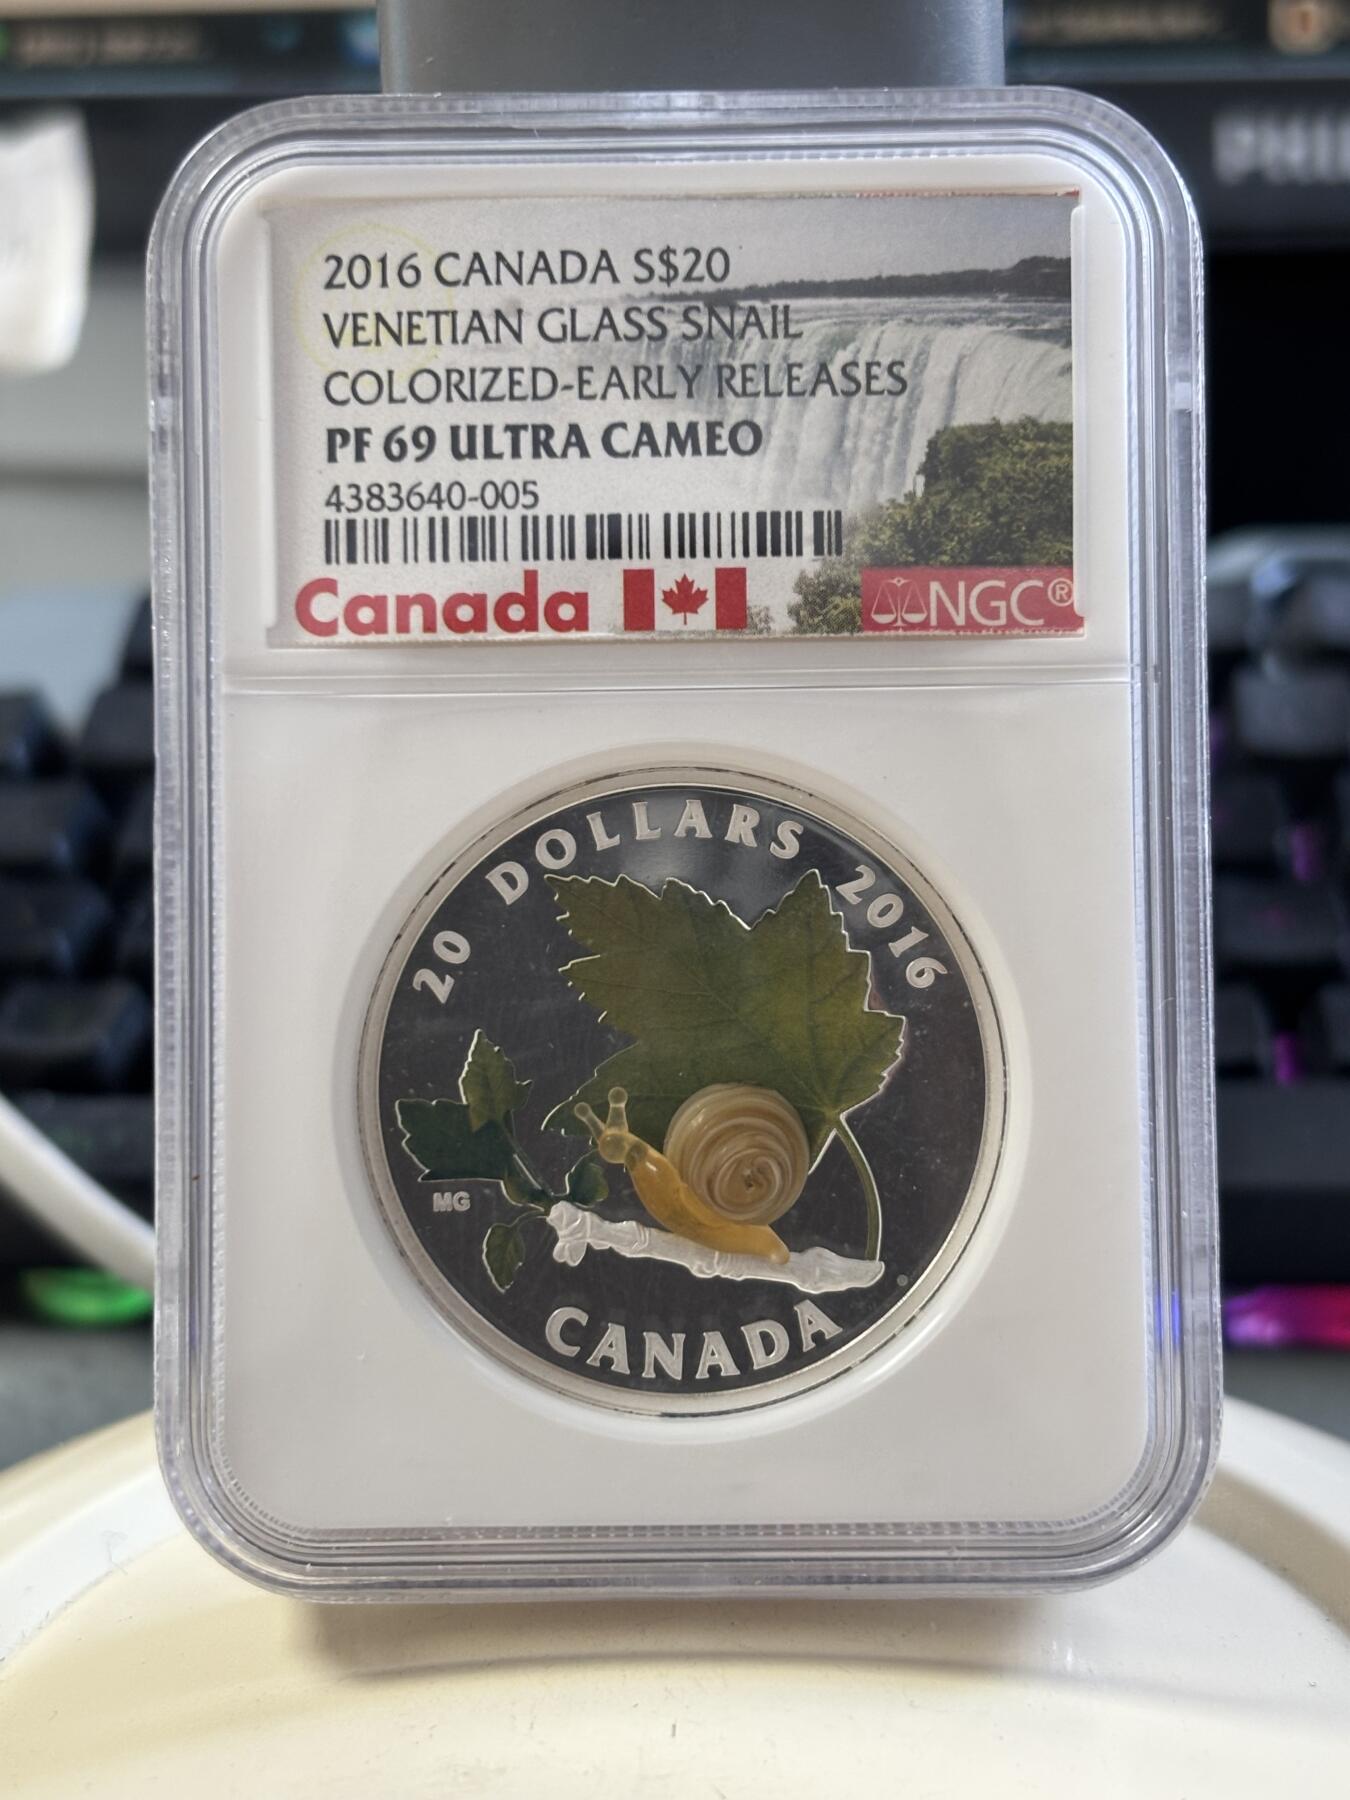 2016 CANADA S$20
VENETIAN GLASS SNAIL
COLORIZED-EARLY RELEASES
PF 69 ULTRA CAMEO
4383640-005
Canada
NGC®
20 DOLLARS 2016
MG
CANADA